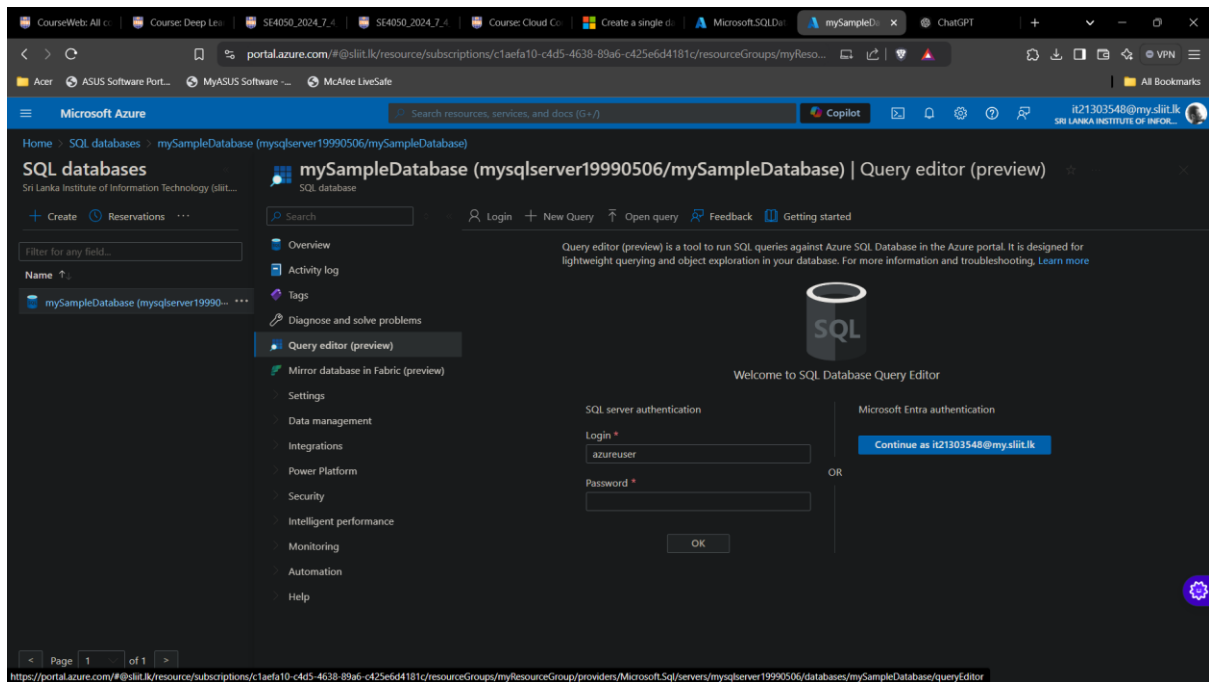 CourseWeb: All cc
Course: Deep Lea
SE4050_2024_7_4
SE4050_2024_7_4
Course: Cloud Co
Create a single da
Microsoft.SQLDat
mySampleDa
ChatGPT
portal.azure.com/#@sliit.lk/resource/subscriptions/c1aefa10-c4d5-4638-89a6-c425e6d4181c/resourceGroups/myReso...
VPN
Acer
ASUS Software Port...
MyASUS Software -...
McAfee LiveSafe
All Bookmarks
Microsoft Azure
Search resources, services, and docs (G+/)
Copilot
it21303548@my.sliit.lk
SRI LANKA INSTITUTE OF INFOR...
Home > SQL databases > mySampleDatabase (mysqlserver19990506/mySampleDatabase)
SQL databases
Sri Lanka Institute of Information Technology (sliit....
Create
Reservations
Filter for any field...
Name ↑
mySampleDatabase (mysqlserver19990...
mySampleDatabase (mysqlserver19990506/mySampleDatabase) | Query editor (preview)
SQL database
Search
Login
New Query
Open query
Feedback
Getting started
Overview
Activity log
Tags
Diagnose and solve problems
Query editor (preview)
Mirror database in Fabric (preview)
Settings
Data management
Integrations
Power Platform
Security
Intelligent performance
Monitoring
Automation
Help
Query editor (preview) is a tool to run SQL queries against Azure SQL Database in the Azure portal. It is designed for
lightweight querying and object exploration in your database. For more information and troubleshooting, Learn more
SQL
Welcome to SQL Database Query Editor
SQL server authentication
Login *
azureuser
Password *
OK
OR
Microsoft Entra authentication
Continue as it21303548@my.sliit.lk
< Page 1 of 1 >
https://portal.azure.com/#@sliit.lk/resource/subscriptions/c1aefa10-c4d5-4638-89a6-c425e6d4181c/resourceGroups/myResourceGroup/providers/Microsoft.Sql/servers/mysqlserver19990506/databases/mySampleDatabase/queryEditor